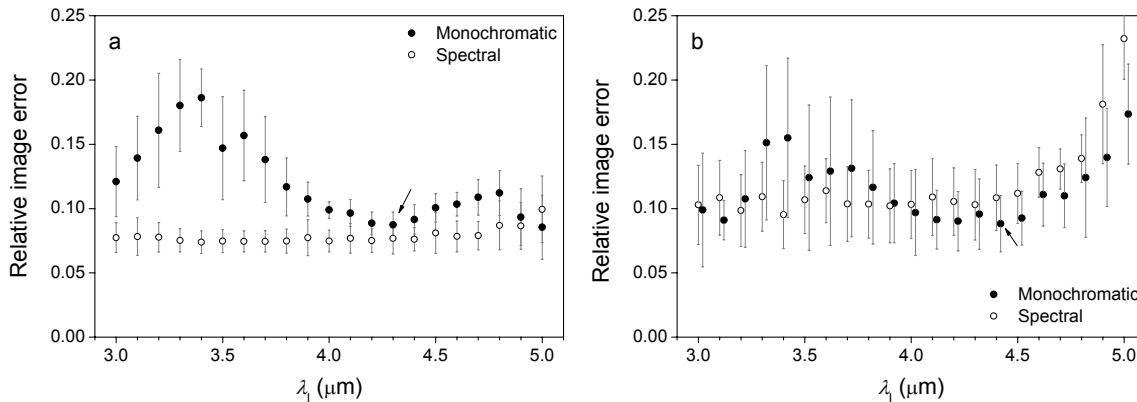 a
Monochromatic
Spectral
Relative image error
0.25
0.20
0.15
0.10
0.05
0.00
3.0 3.5 4.0 4.5 5.0
λl (μm)
b
Monochromatic
Spectral
Relative image error
0.25
0.20
0.15
0.10
0.05
0.00
3.0 3.5 4.0 4.5 5.0
λl (μm)